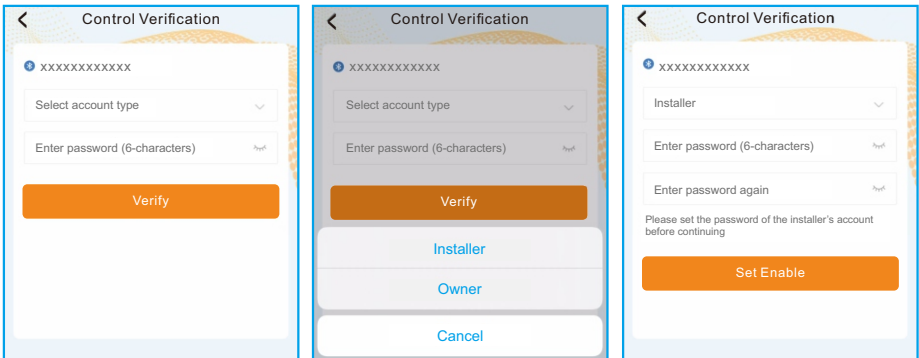 Control Verification
xxxxxxxxxxxx
Select account type
Enter password (6-characters)
Verify
Control Verification
xxxxxxxxxxxx
Select account type
Enter password (6-characters)
Verify
Installer
Owner
Cancel
Control Verification
xxxxxxxxxxxx
Installer
Enter password (6-characters)
Enter password again
Please set the password of the installer's account
before continuing
Set Enable